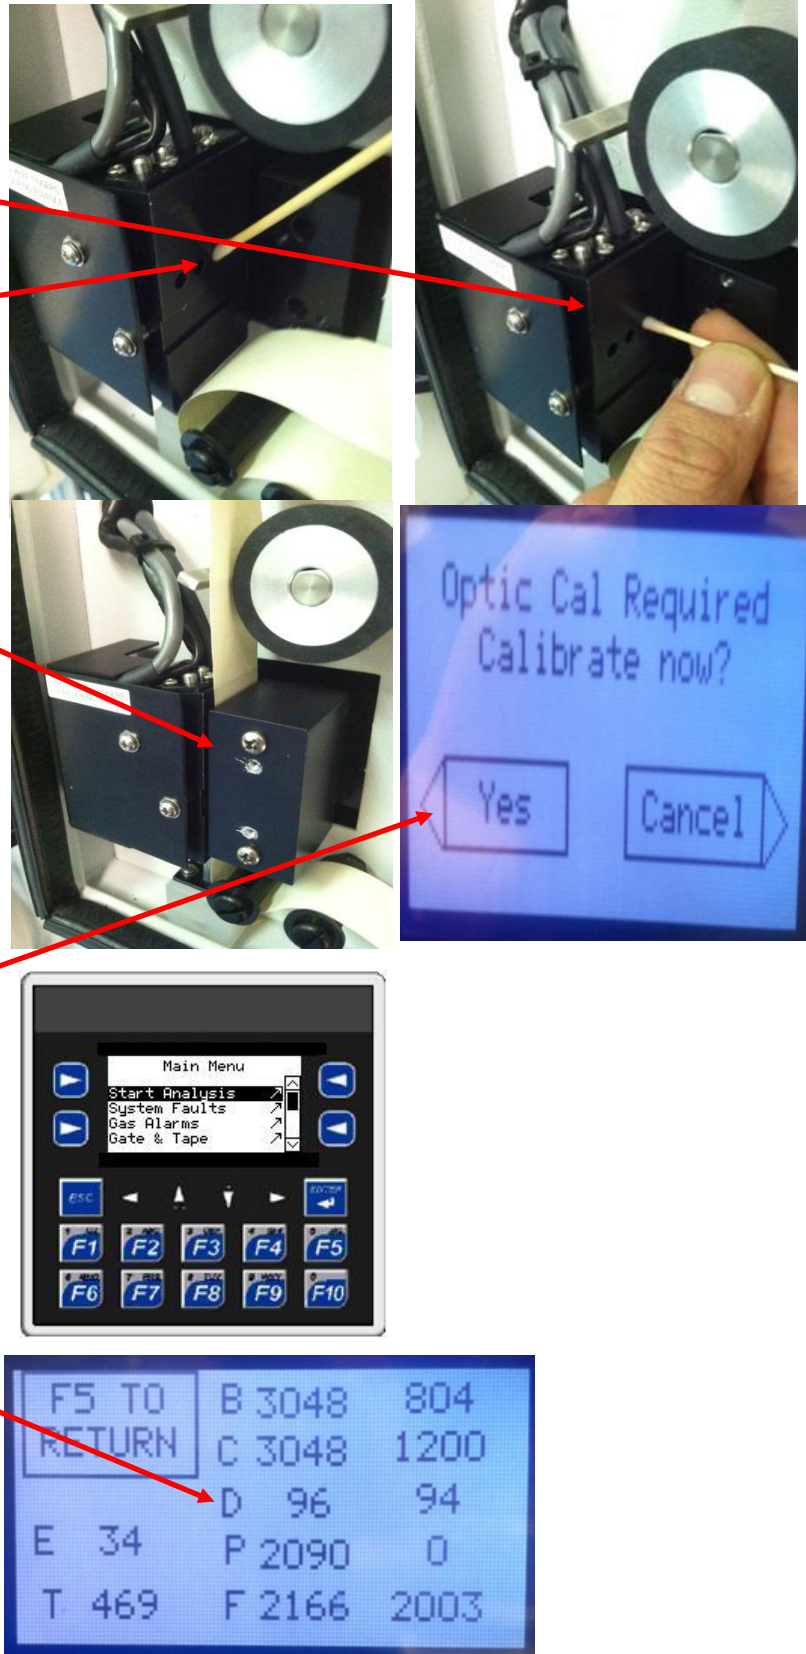 Optic Cal Required
Calibrate now?
Yes
Cancel
Main Menu
Start Analysis
System Faults
Gas Alarms
Gate & Tape
ESC
F1
F2
F3
F4
F5
F6
F7
F8
F9
F10
F5 TO
RETURN
B 3048 804
C 3048 1200
D 96 94
E 34
P 2090 0
T 469
F 2166 2003